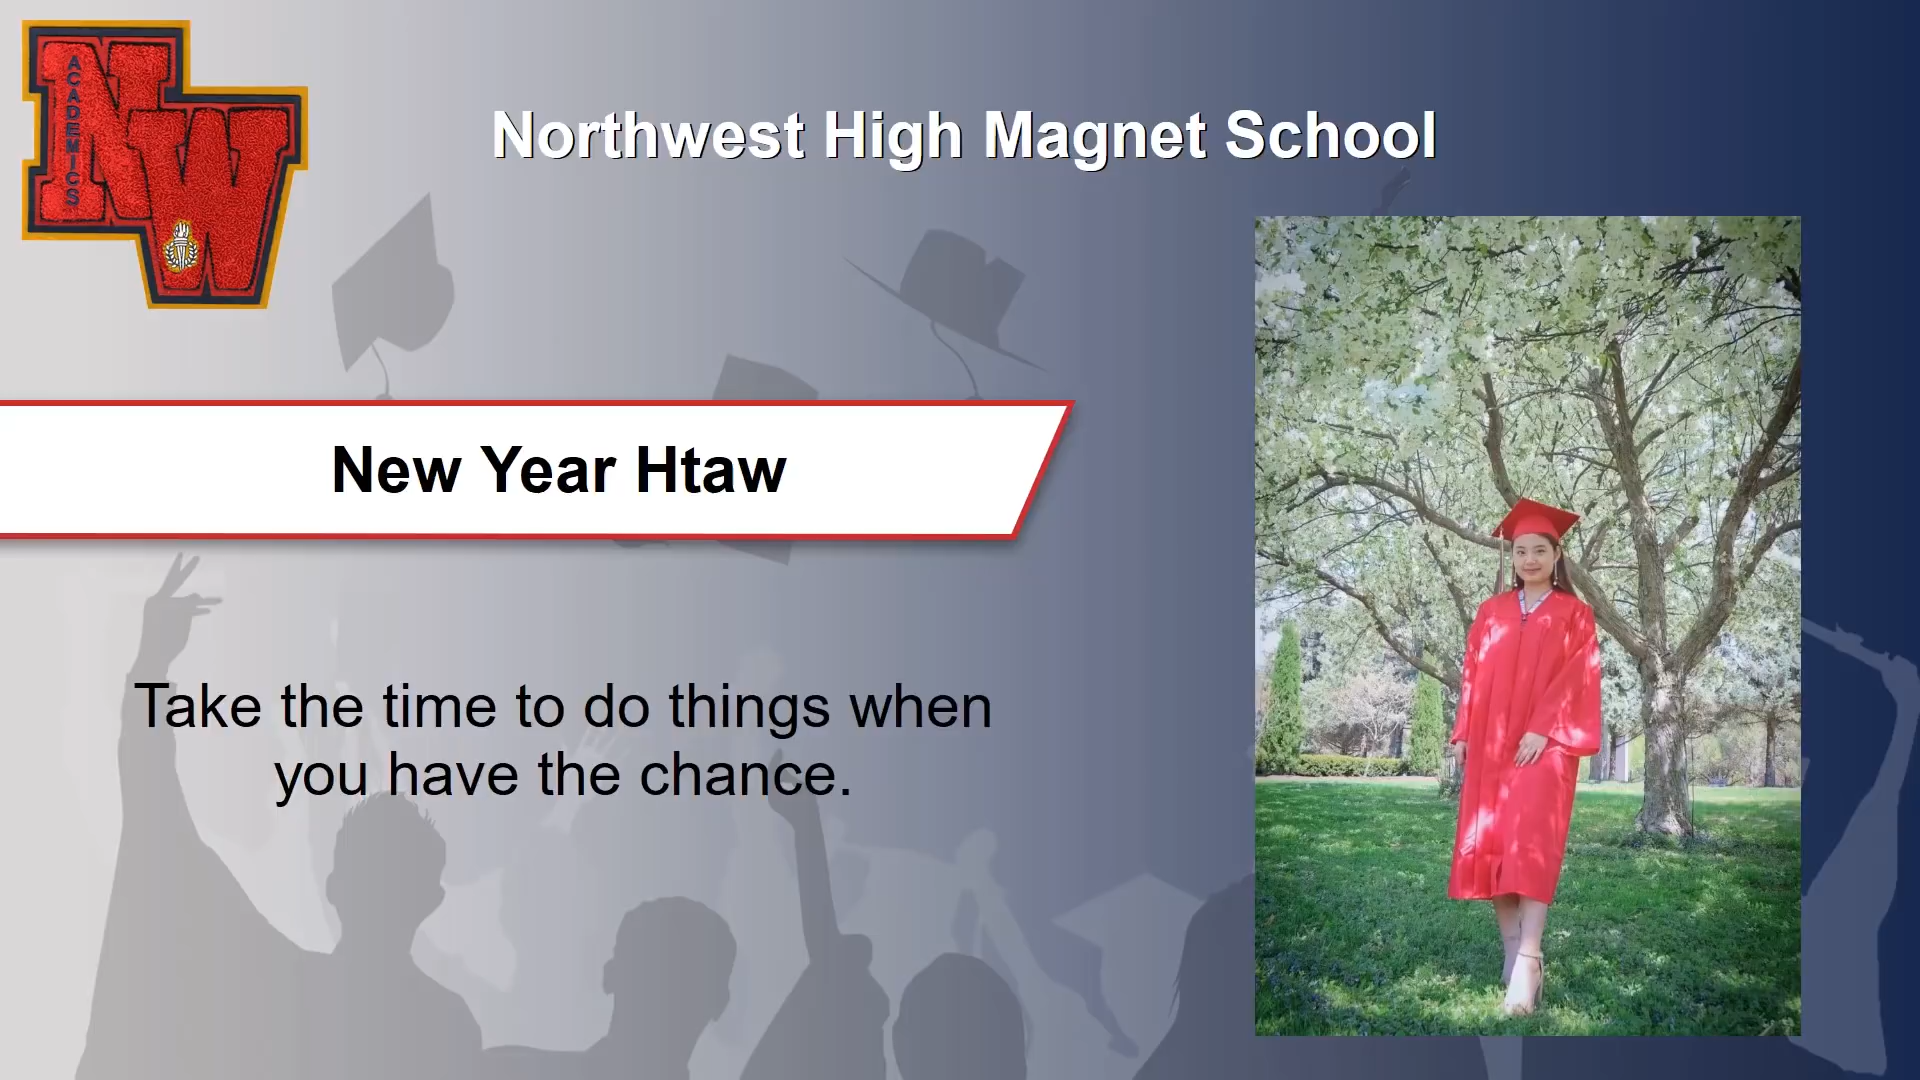 ACADEMICS
NW
Northwest High Magnet School
New Year Htaw
Take the time to do things when
you have the chance.